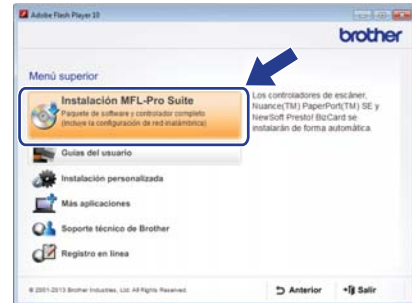 Adobe Flash Player 10
brother
Menú superior
Instalación MFL-Pro Suite
Paquete de software y controlador completo
(incluye la configuración de red inalámbrica)
Los controladores de escáner,
Nuance(TM) PaperPort(TM) SE y
NewSoft Presto! BizCard se
instalarán de forma automática.
Guías del usuario
Instalación personalizada
Más aplicaciones
Soporte técnico de Brother
Registro en línea
© 2001-2013 Brother Industries, Ltd. All Rights Reserved.
Anterior
Salir